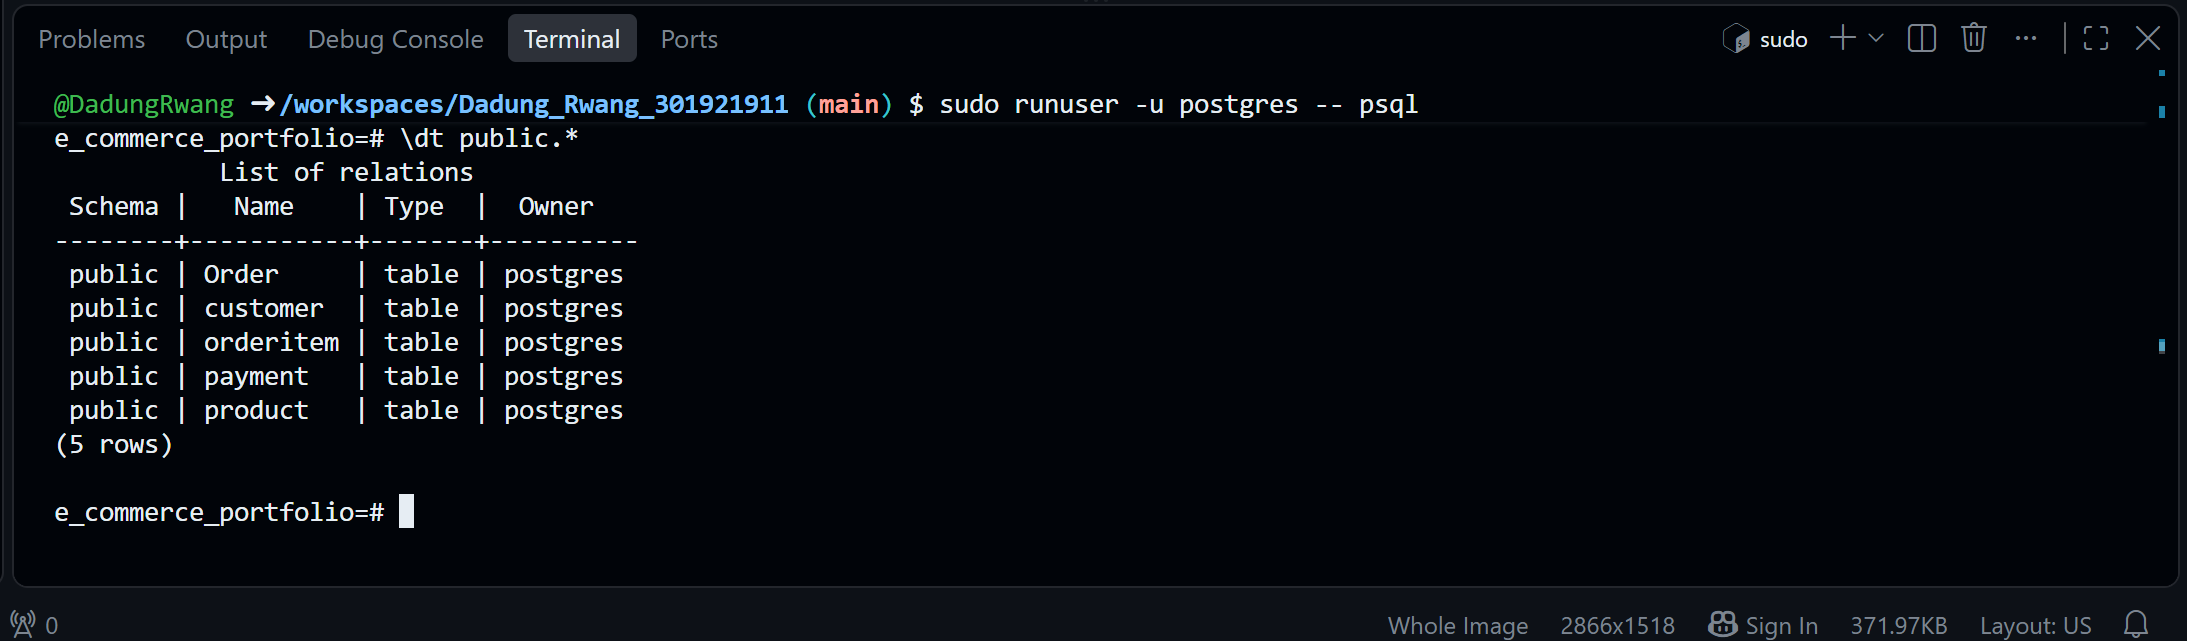 Problems Output Debug Console Terminal Ports sudo
@DadungRwang ➜ /workspaces/Dadung_Rwang_301921911 (main) $ sudo runuser -u postgres -- psql
e_commerce_portfolio=# \dt public.*
           List of relations
 Schema |   Name    | Type  |  Owner
--------+-----------+-------+----------
 public | Order     | table | postgres
 public | customer  | table | postgres
 public | orderitem | table | postgres
 public | payment   | table | postgres
 public | product   | table | postgres
(5 rows)
e_commerce_portfolio=#
0 Whole Image 2866x1518 Sign In 371.97KB Layout: US